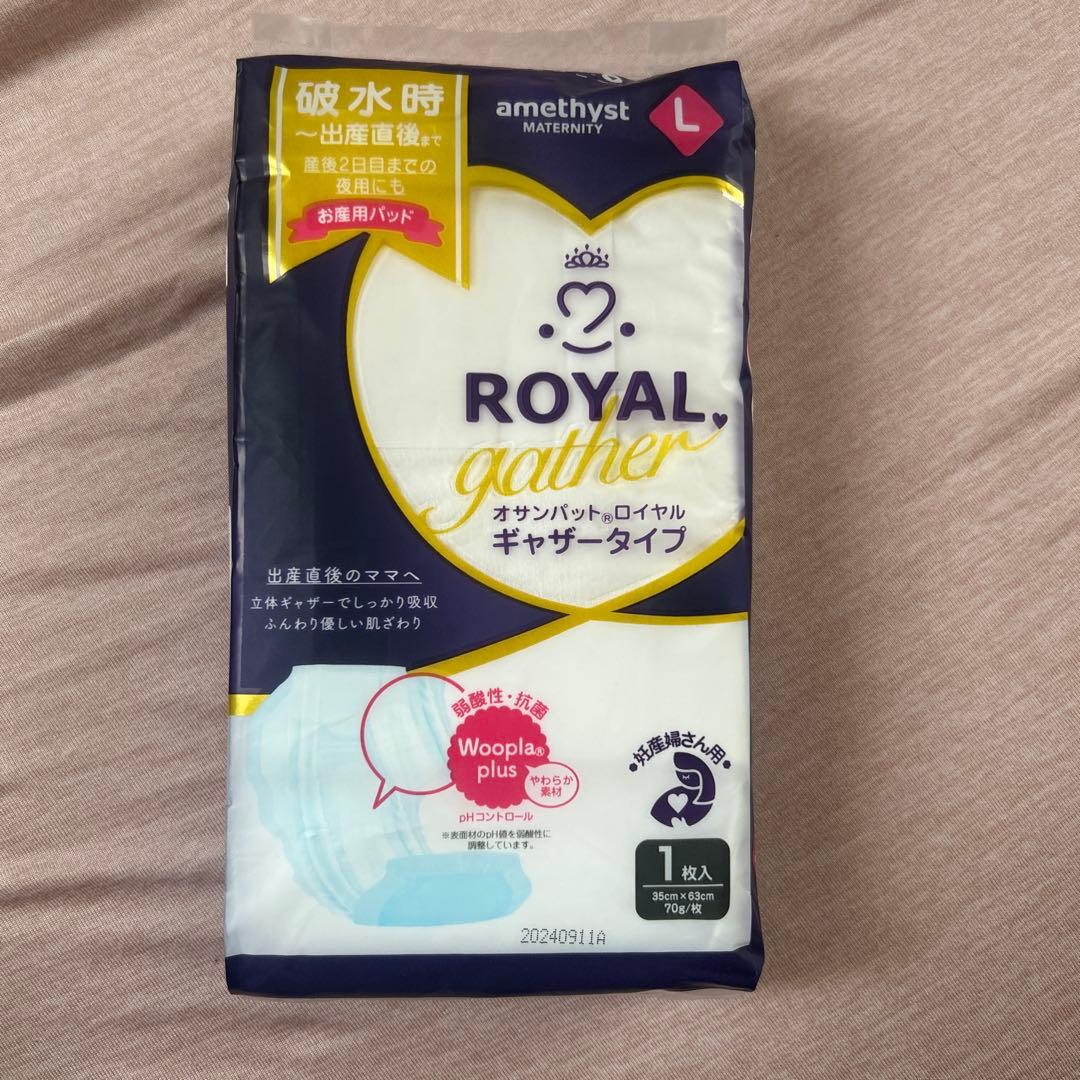 破水時
～出産直後まで
産後2日目までの
夜用にも
お産用パッド
amethyst
MATERNITY
L
ROYAL
gather
オサンパット®ロイヤル
ギャザータイプ
出産直後のママへ
立体ギャザーでしっかり吸収
ふんわり優しい肌ざわり
弱酸性・抗菌
Woopla®
plus
やわらか
素材
pHコントロール
※表面材のpH値を弱酸性に
調整しています。
•妊産婦さん用•
1枚入
35cm×63cm
70g/枚
20240911A